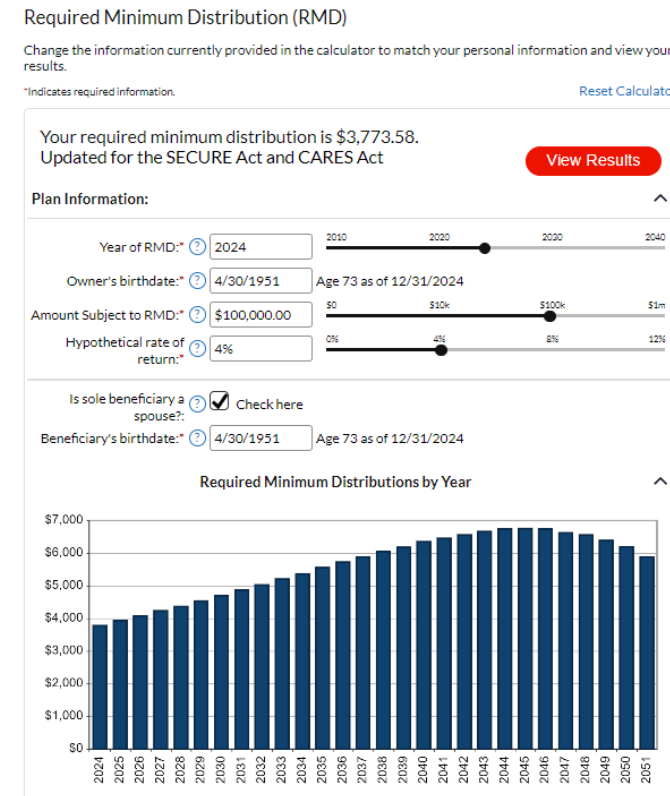 Required Minimum Distribution (RMD)
Change the information currently provided in the calculator to match your personal information and view your
results.
*Indicates required information.
Reset Calculato
Your required minimum distribution is $3,773.58.
Updated for the SECURE Act and CARES Act
View Results
Plan Information:
Year of RMD:* ? 2024
2010 2020 2030 2040
Owner's birthdate:* ? 4/30/1951 Age 73 as of 12/31/2024
Amount Subject to RMD:* ? $100,000.00
$0 $10k $100k $1m
Hypothetical rate of
return:* ? 4%
0% 4% 8% 12%
Is sole beneficiary a
spouse?: ? Check here
Beneficiary's birthdate:* ? 4/30/1951 Age 73 as of 12/31/2024
Required Minimum Distributions by Year
$7,000
$6,000
$5,000
$4,000
$3,000
$2,000
$1,000
$0
2024 2025 2026 2027 2028 2029 2030 2031 2032 2033 2034 2035 2036 2037 2038 2039 2040 2041 2042 2043 2044 2045 2046 2047 2048 2049 2050 2051